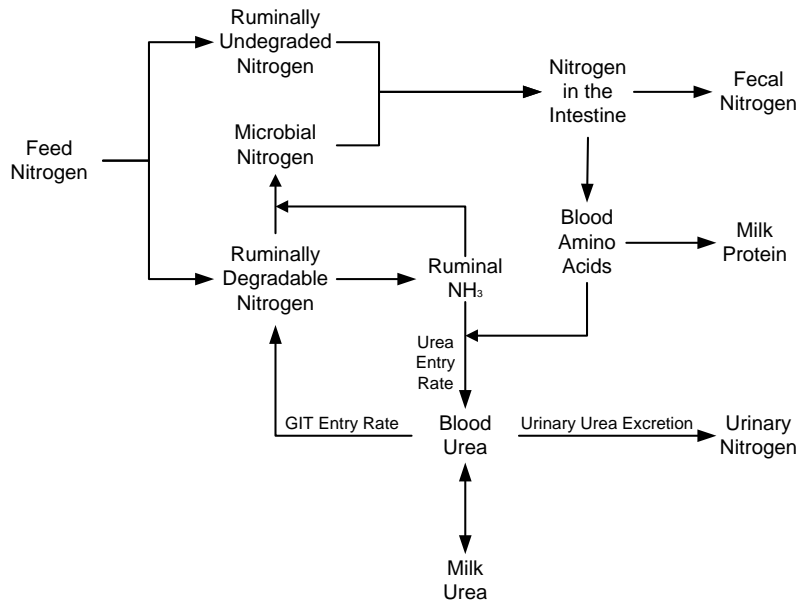 Ruminally
Undegraded
Nitrogen
Nitrogen
in the
Intestine
Fecal
Nitrogen
Microbial
Nitrogen
Feed
Nitrogen
Blood
Amino
Acids
Milk
Protein
Ruminally
Degradable
Nitrogen
Ruminal
NH₃
Urea
Entry
Rate
GIT Entry Rate
Blood
Urea
Urinary Urea Excretion
Urinary
Nitrogen
Milk
Urea